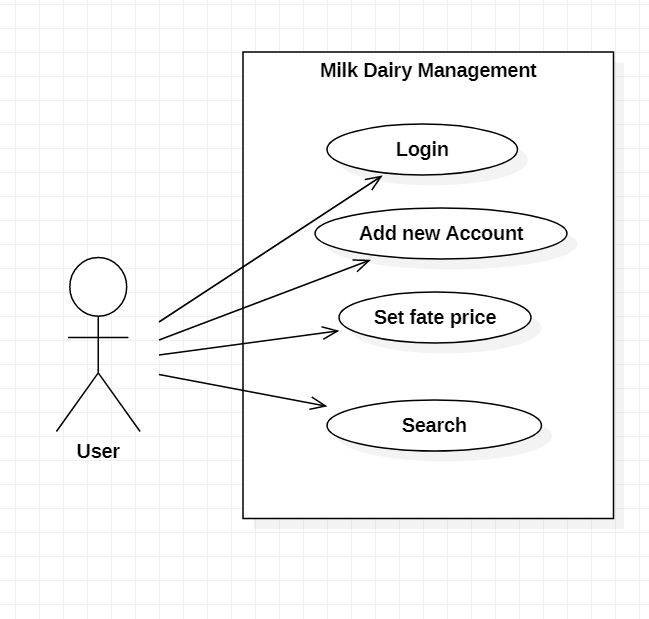 Milk Dairy Management
Login
Add new Account
Set fate price
Search
User